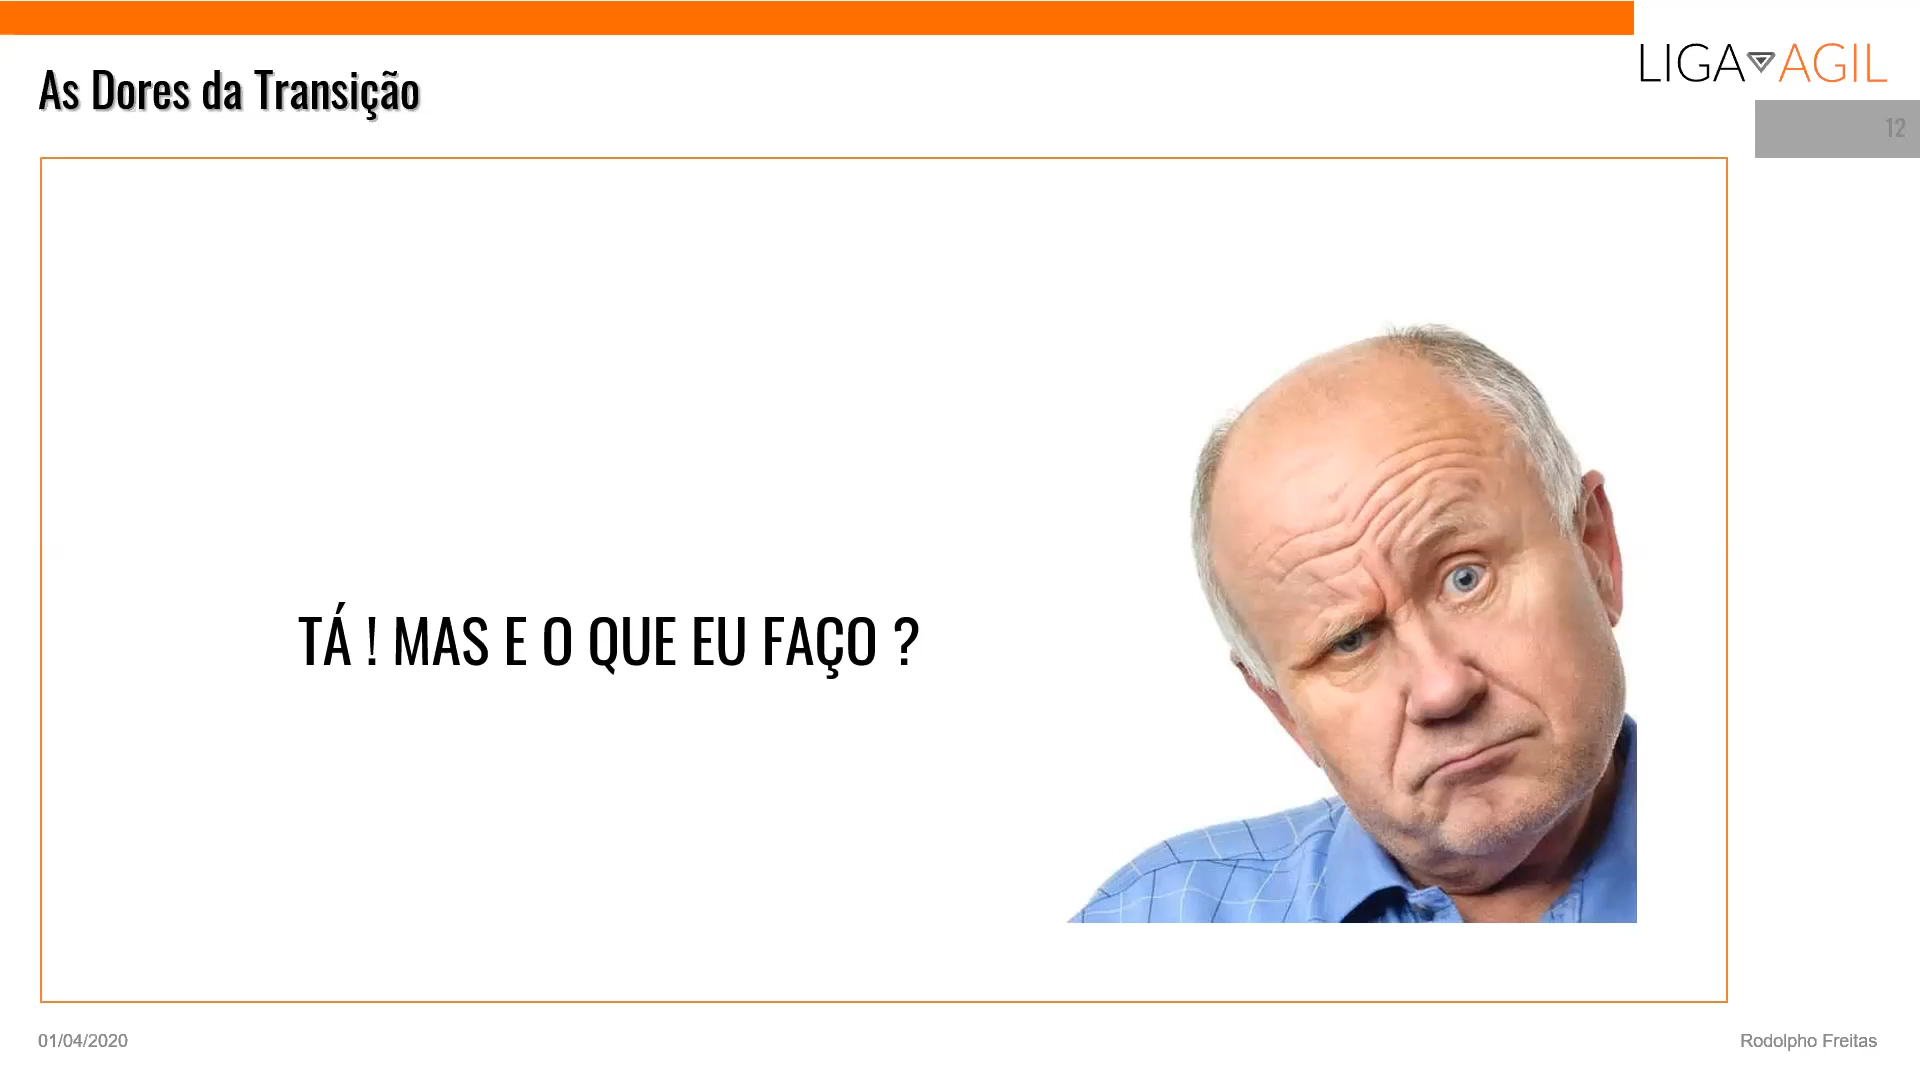 LIGA AGIL
As Dores da Transição
12
TÁ ! MAS E O QUE EU FAÇO ?
01/04/2020
Rodolpho Freitas